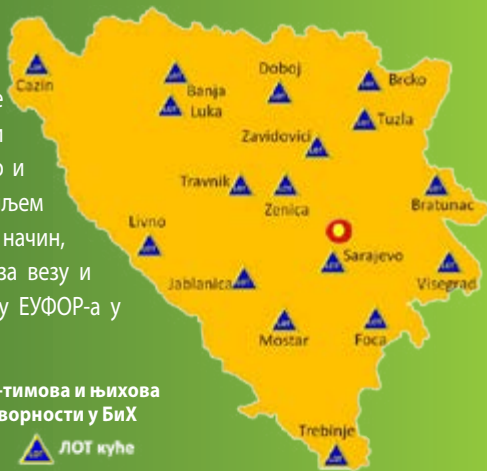 Cazin
Banja
Luka
Doboj
Brcko
Tuzla
Zavidovici
Travnik
Zenica
Bratunac
Livno
Sarajevo
Jablanica
Visegrad
Mostar
Foca
Trebinje
о и
љем
начин,
за везу и
у ЕУФОР-а у
-тимова и њихова
ворности у БиХ
ЛОТ куће